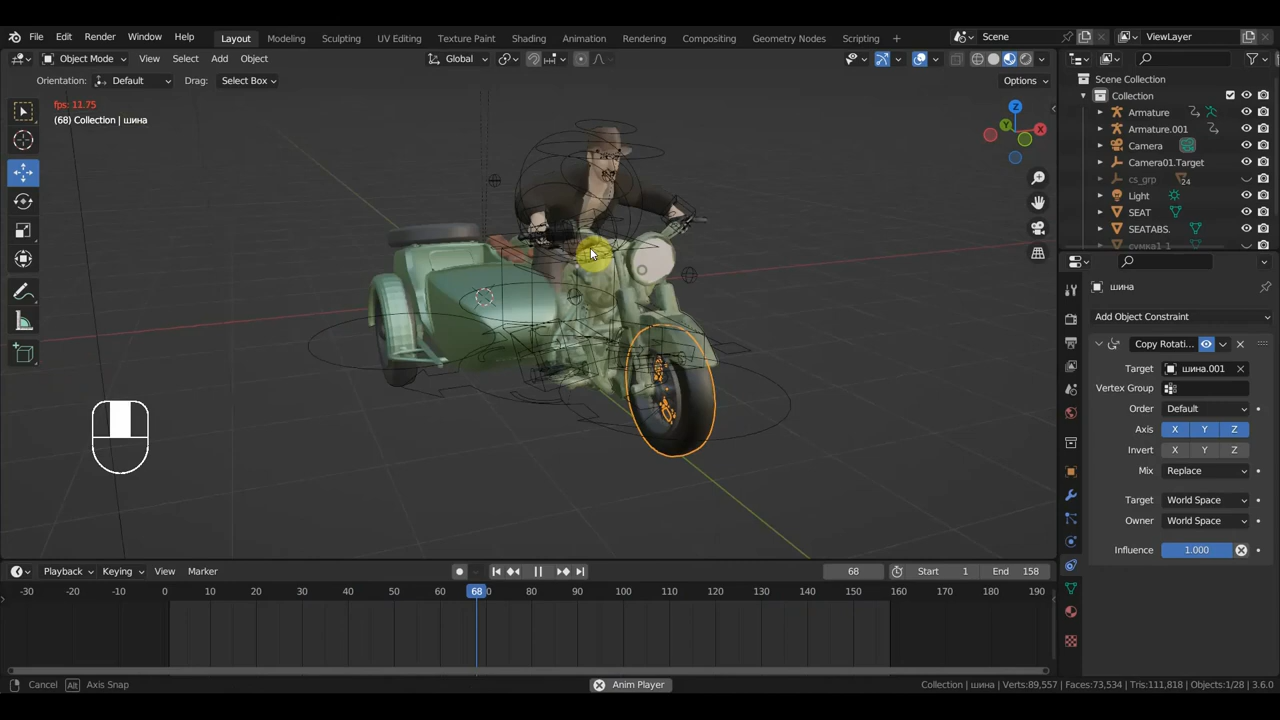 File Edit Render Window Help Layout Modeling Sculpting UV Editing Texture Paint Shading Animation Rendering Compositing Geometry Nodes Scripting + Scene ViewLayer
Object Mode View Select Add Object Global
Orientation: Default Drag: Select Box Options
fps: 11.75
(68) Collection | шина
Z
Y
X
Scene Collection
Collection
Armature
Armature.001
Camera
Camera01.Target
cs_grp 24
Light
SEAT
SEATABS.
сумка1 1
шина
Add Object Constraint
Copy Rotati...
Target шина.001
Vertex Group
Order Default
Axis X Y Z
Invert X Y Z
Mix Replace
Target World Space
Owner World Space
Influence 1.000
Playback Keying View Marker 68 Start 1 End 158
-30 -20 -10 0 10 20 30 40 50 60 68 0 80 90 100 110 120 130 140 150 160 170 180 190
Cancel Alt Axis Snap Anim Player Collection | шина | Verts:89,557 | Faces:73,534 | Tris:111,818 | Objects:1/28 | 3.6.0